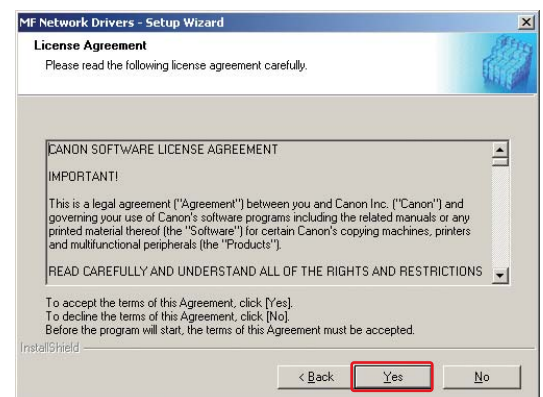 MF Network Drivers - Setup Wizard
License Agreement
Please read the following license agreement carefully.
CANON SOFTWARE LICENSE AGREEMENT
IMPORTANT!
This is a legal agreement ("Agreement") between you and Canon Inc. ("Canon") and
governing your use of Canon's software programs including the related manuals or any
printed material thereof (the "Software") for certain Canon's copying machines, printers
and multifunctional peripherals (the "Products").
READ CAREFULLY AND UNDERSTAND ALL OF THE RIGHTS AND RESTRICTIONS
To accept the terms of this Agreement, click [Yes].
To decline the terms of this Agreement, click [No].
Before the program will start, the terms of this Agreement must be accepted.
InstallShield
< Back Yes No